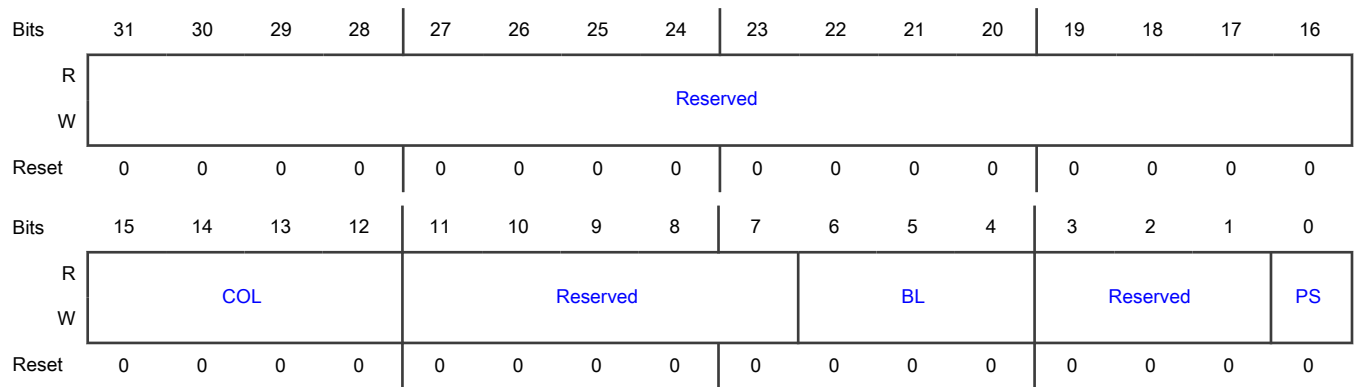 Bits 31 30 29 28 27 26 25 24 23 22 21 20 19 18 17 16
R
Reserved
W
Reset 0 0 0 0 0 0 0 0 0 0 0 0 0 0 0 0
Bits 15 14 13 12 11 10 9 8 7 6 5 4 3 2 1 0
R
COL Reserved BL Reserved PS
W
Reset 0 0 0 0 0 0 0 0 0 0 0 0 0 0 0 0